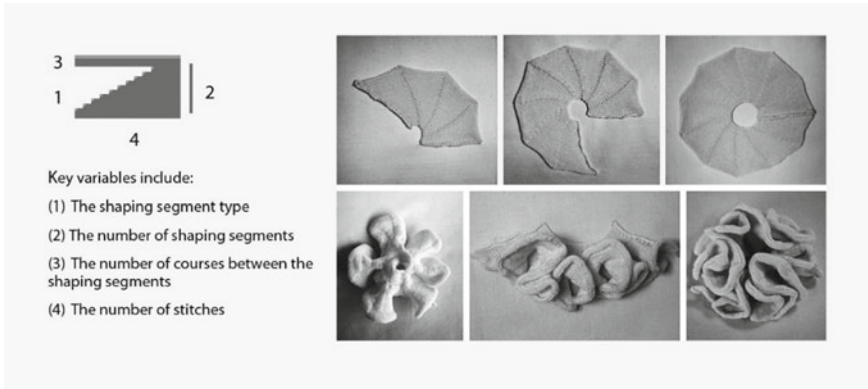 3
1
2
4
Key variables include:
(1) The shaping segment type
(2) The number of shaping segments
(3) The number of courses between the
shaping segments
(4) The number of stitches